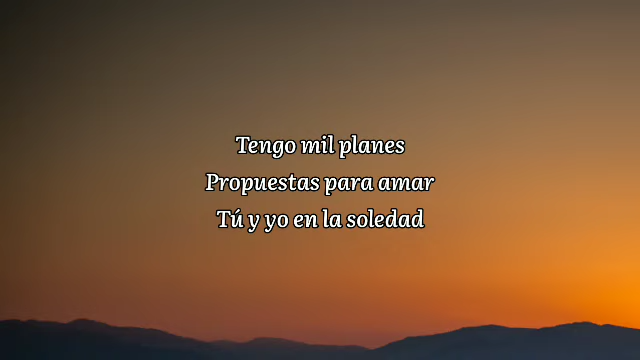 Tengo mil planes
Propuestas para amar
Tú y yo en la soledad